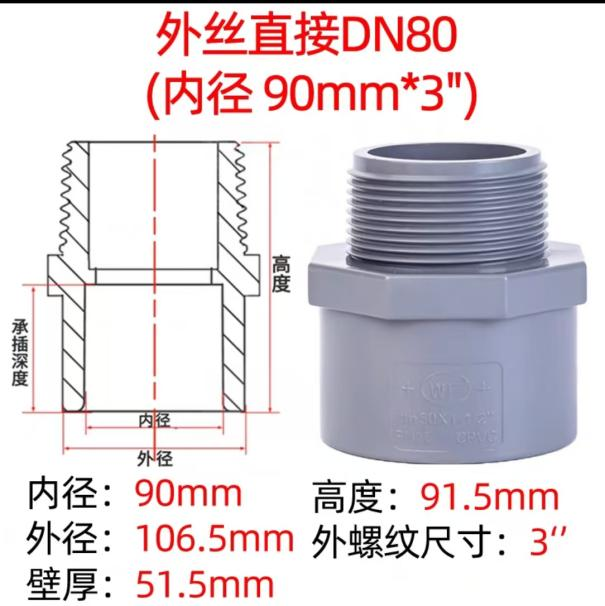 外丝直接DN80
(内径 90mm*3")
高度
承插深度
内径
外径
WT
CPVC
内径：90mm
高度：91.5mm
外径：106.5mm
外螺纹尺寸：3‘’
壁厚：51.5mm